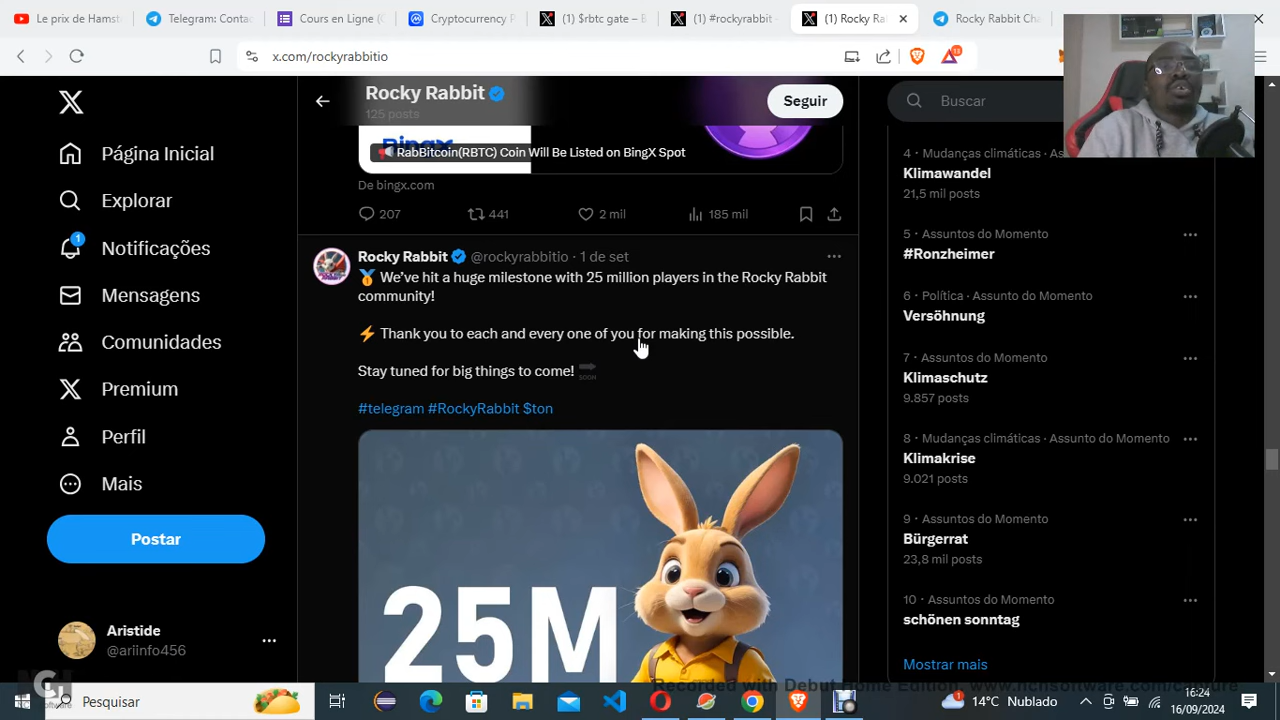 Le prix de Hamst
Telegram: Contac
Cours en Ligne (
Cryptocurrency P
(1) $rbtc gate – B
(1) #rockyrabbit -
(1) Rocky Ra
Rocky Rabbit Cha
x.com/rockyrabbitio
13
Página Inicial
Explorar
1
Notificações
Mensagens
Comunidades
Premium
Perfil
Mais
Postar
Aristide
@ariinfo456
Rocky Rabbit
125 posts
Seguir
BingX
RabBitcoin(RBTC) Coin Will Be Listed on BingX Spot
De bingx.com
207 441 2 mil 185 mil
Rocky Rabbit @rockyrabbitio · 1 de set
🥇 We've hit a huge milestone with 25 million players in the Rocky Rabbit
community!
⚡ Thank you to each and every one of you for making this possible.
Stay tuned for big things to come! 🔜
#telegram #RockyRabbit $ton
25M
Buscar
4 · Mudanças climáticas · As
Klimawandel
21,5 mil posts
5 · Assuntos do Momento
#Ronzheimer
6 · Política · Assunto do Momento
Versöhnung
7 · Assuntos do Momento
Klimaschutz
9.857 posts
8 · Mudanças climáticas · Assunto do Momento
Klimakrise
9.021 posts
9 · Assuntos do Momento
Bürgerrat
23,8 mil posts
10 · Assuntos do Momento
schönen sonntag
Mostrar mais
NCH
Recorded with Debut Home Edition. www.nchsoftware.com/capture
Pesquisar
1
14°C Nublado
16:24
16/09/2024